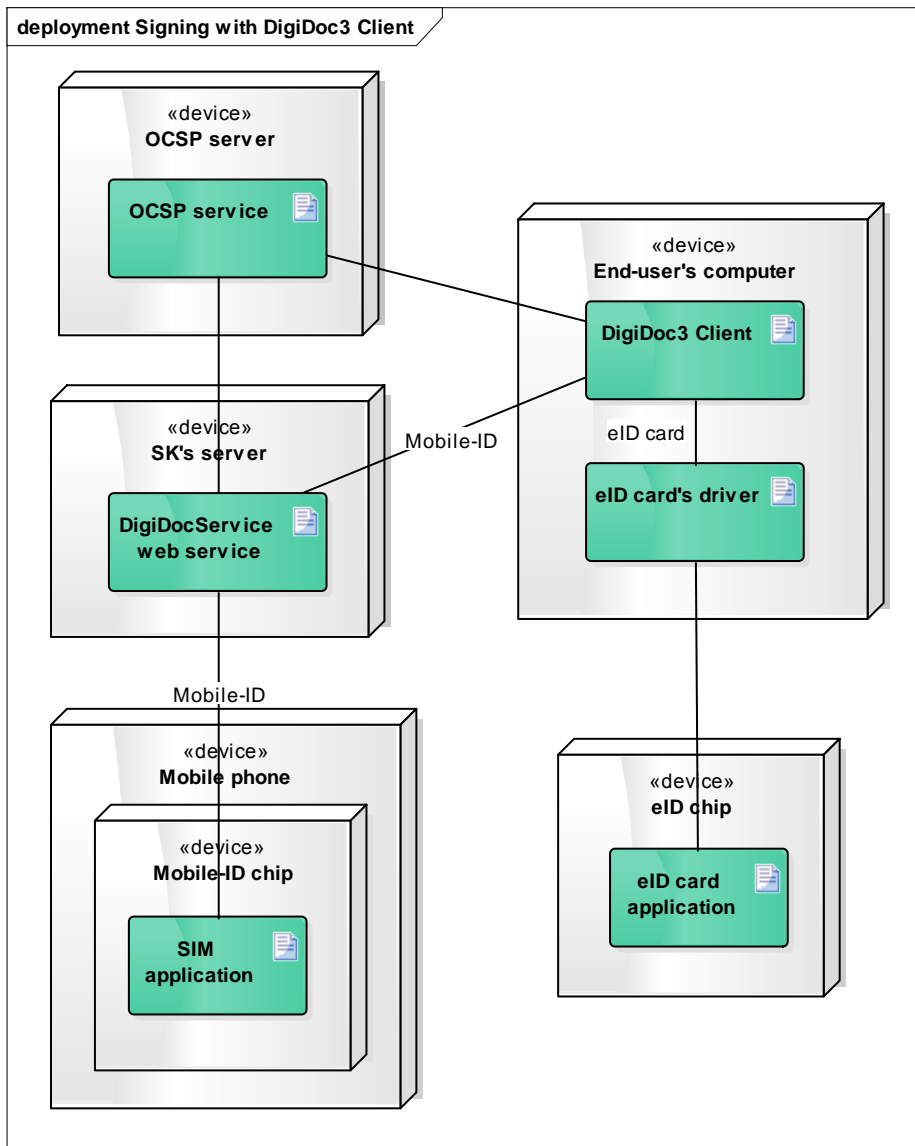 deployment Signing with DigiDoc3 Client
«device»
OCSP server
OCSP service
«device»
End-user's computer
DigiDoc3 Client
eID card
eID card's driver
«device»
SK's server
DigiDocService
web service
Mobile-ID
Mobile-ID
«device»
Mobile phone
«device»
Mobile-ID chip
SIM
application
«device»
eID chip
eID card
application